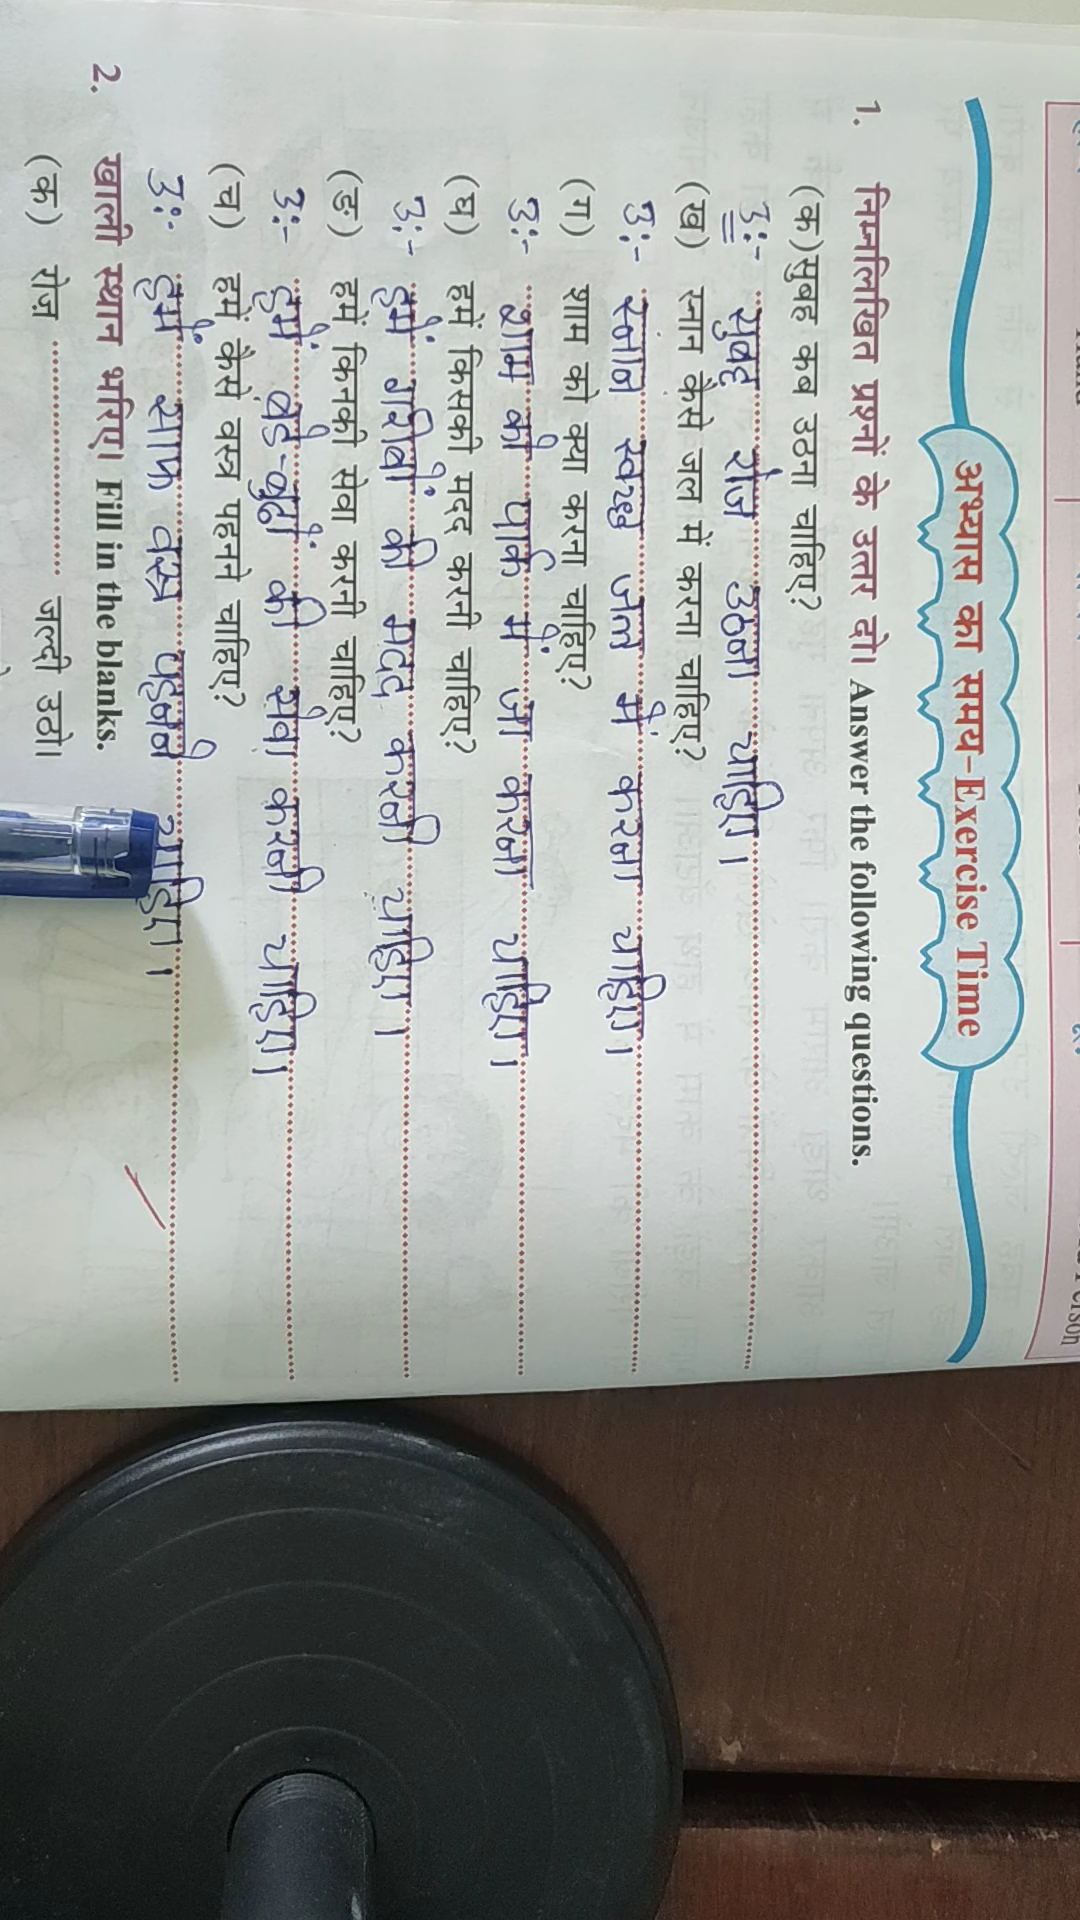 अभ्यास का समय-Exercise Time
1. निम्नलिखित प्रश्नों के उत्तर दो। Answer the following questions.
(क) सुबह कब उठना चाहिए?
उ:- सुबह रोज उठना चाहिए।
(ख) स्नान कैसे जल में करना चाहिए?
उ:- स्नान स्वच्छ जल में करना चाहिए।
(ग) शाम को क्या करना चाहिए?
उ:- शाम को पार्क में जा करना चाहिए।
(घ) हमें किसकी मदद करनी चाहिए?
उ:- हमें गरीबों की मदद करनी चाहिए।
(ङ) हमें किनकी सेवा करनी चाहिए?
उ:- हमें बड़े-बुढ़ों की सेवा करनी चाहिए।
(च) हमें कैसे वस्त्र पहनने चाहिए?
उ:- हमें साफ वस्त्र पहनने चाहिए।
2. खाली स्थान भरिए। Fill in the blanks.
(क) रोज़ .............................. जल्दी उठो।